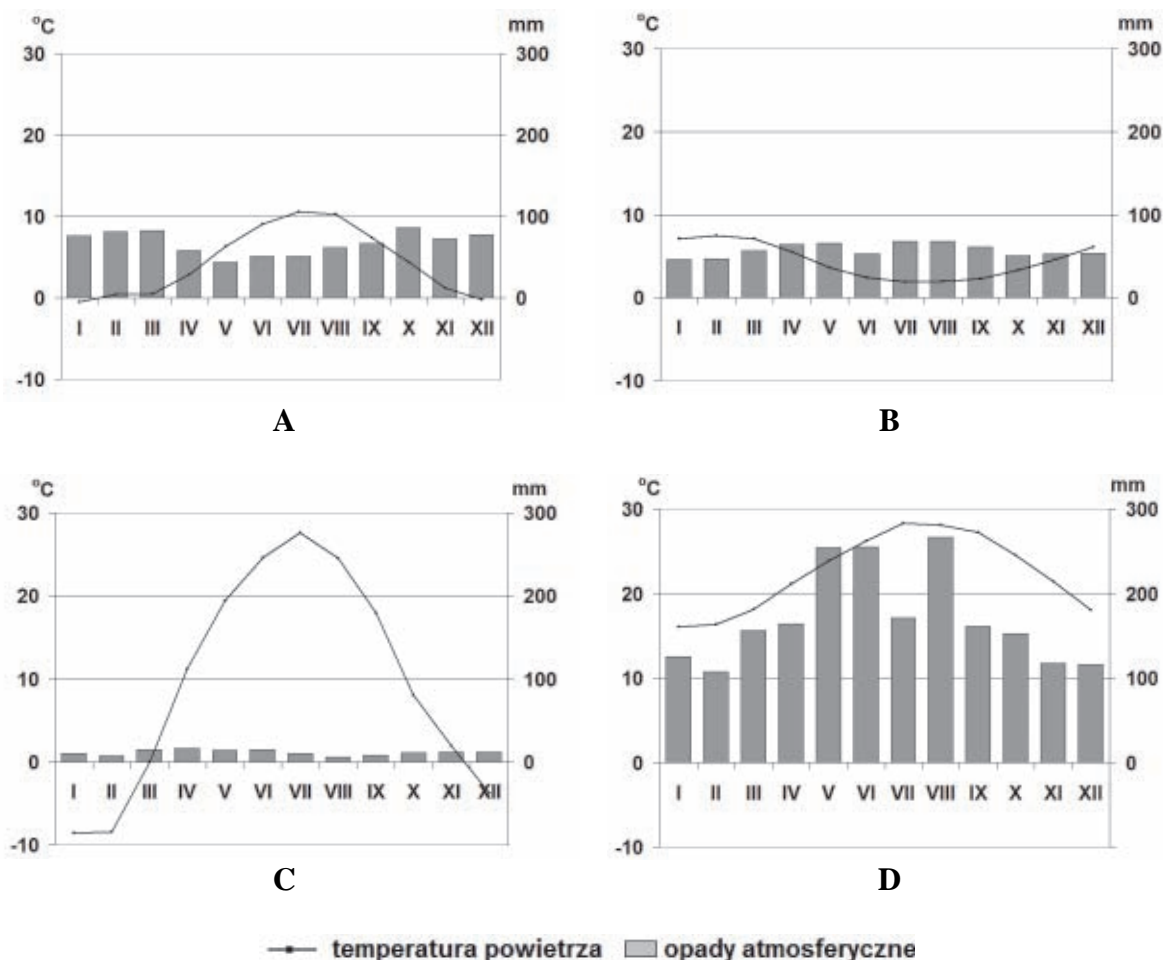 °C mm
30 300
20 200
10 100
0 0
I II III IV V VI VII VIII IX X XI XII
-10
A
°C mm
30 300
20 200
10 100
0 0
I II III IV V VI VII VIII IX X XI XII
-10
B
°C mm
30 300
20 200
10 100
0 0
I II III IV V VI VII VIII IX X XI XII
-10
C
°C mm
30 300
20 200
10 100
0 0
I II III IV V VI VII VIII IX X XI XII
-10
D
temperatura powietrza opady atmosferyczne